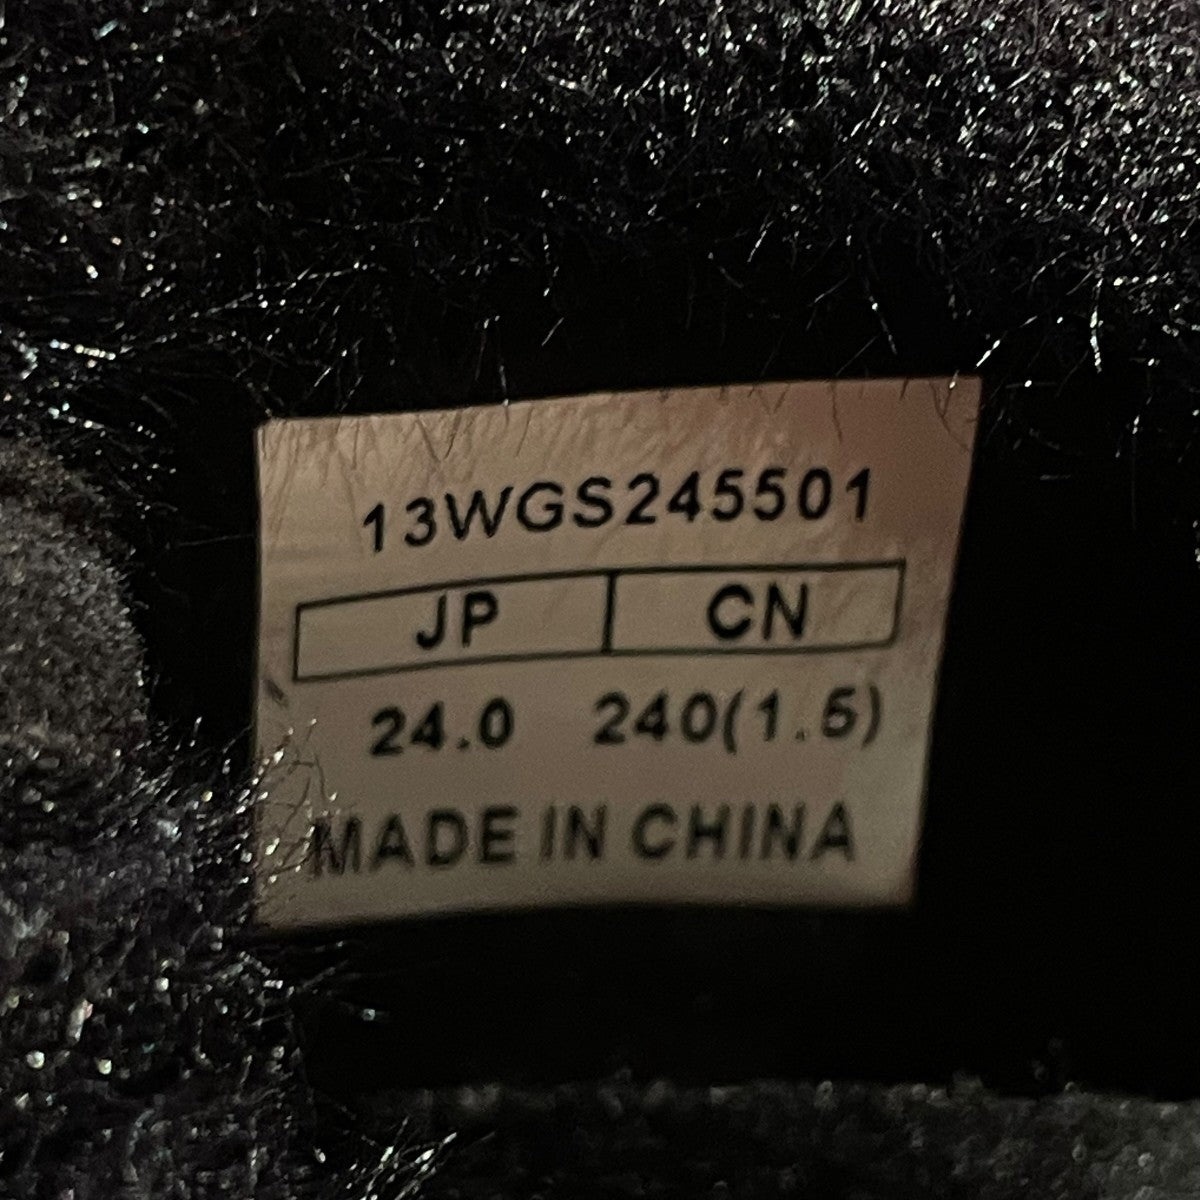 13WGS245501
JP CN
24.0 240(1.5)
MADE IN CHINA